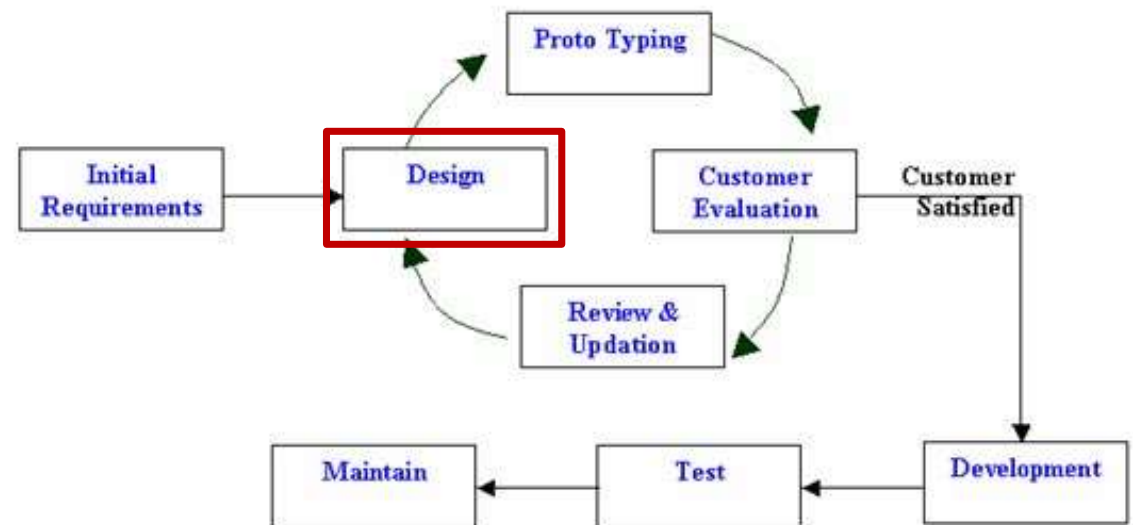 Proto Typing
Initial
Requirements
Design
Customer
Evaluation
Customer
Satisfied
Review &
Updation
Maintain
Test
Development